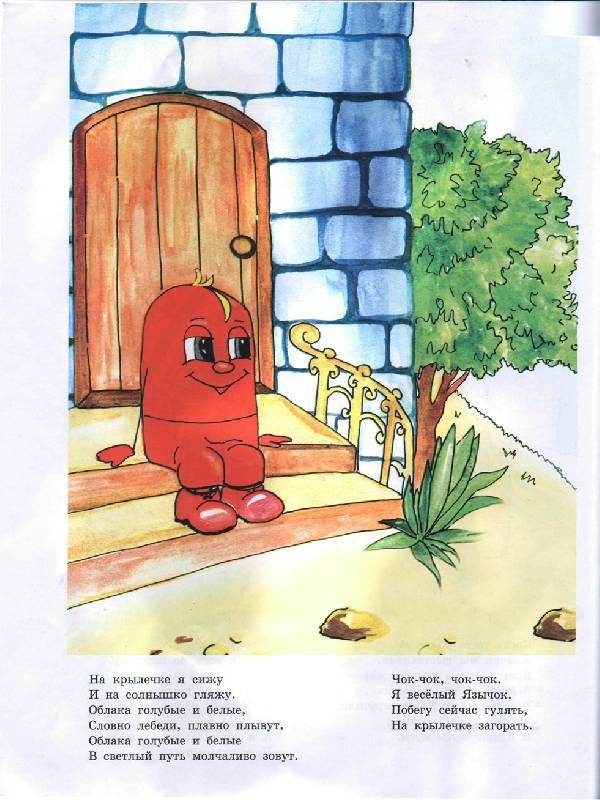 На крылечке я сижу
И на солнышко гляжу.
Облака голубые и белые,
Словно лебеди, плавно плывут,
Облака голубые и белые
В светлый путь молчаливо зовут.
Чок-чок, чок-чок.
Я весёлый Язычок.
Побегу сейчас гулять,
На крылечке загорать.